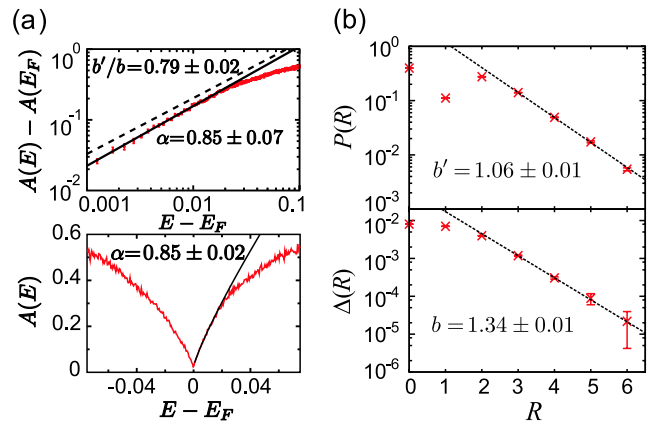 (a)
A(E) − A(E_F)
10^0
10^-1
10^-2
b′/b=0.79 ± 0.02
α=0.85 ± 0.07
0.001
0.01
0.1
E − E_F
A(E)
0.6
0.4
0.2
0
α=0.85 ± 0.02
-0.04
0
0.04
E − E_F
(b)
P(R)
10^0
10^-1
10^-2
10^-3
b′ = 1.06 ± 0.01
Δ(R)
10^-2
10^-3
10^-4
10^-5
10^-6
b = 1.34 ± 0.01
0 1 2 3 4 5 6
R